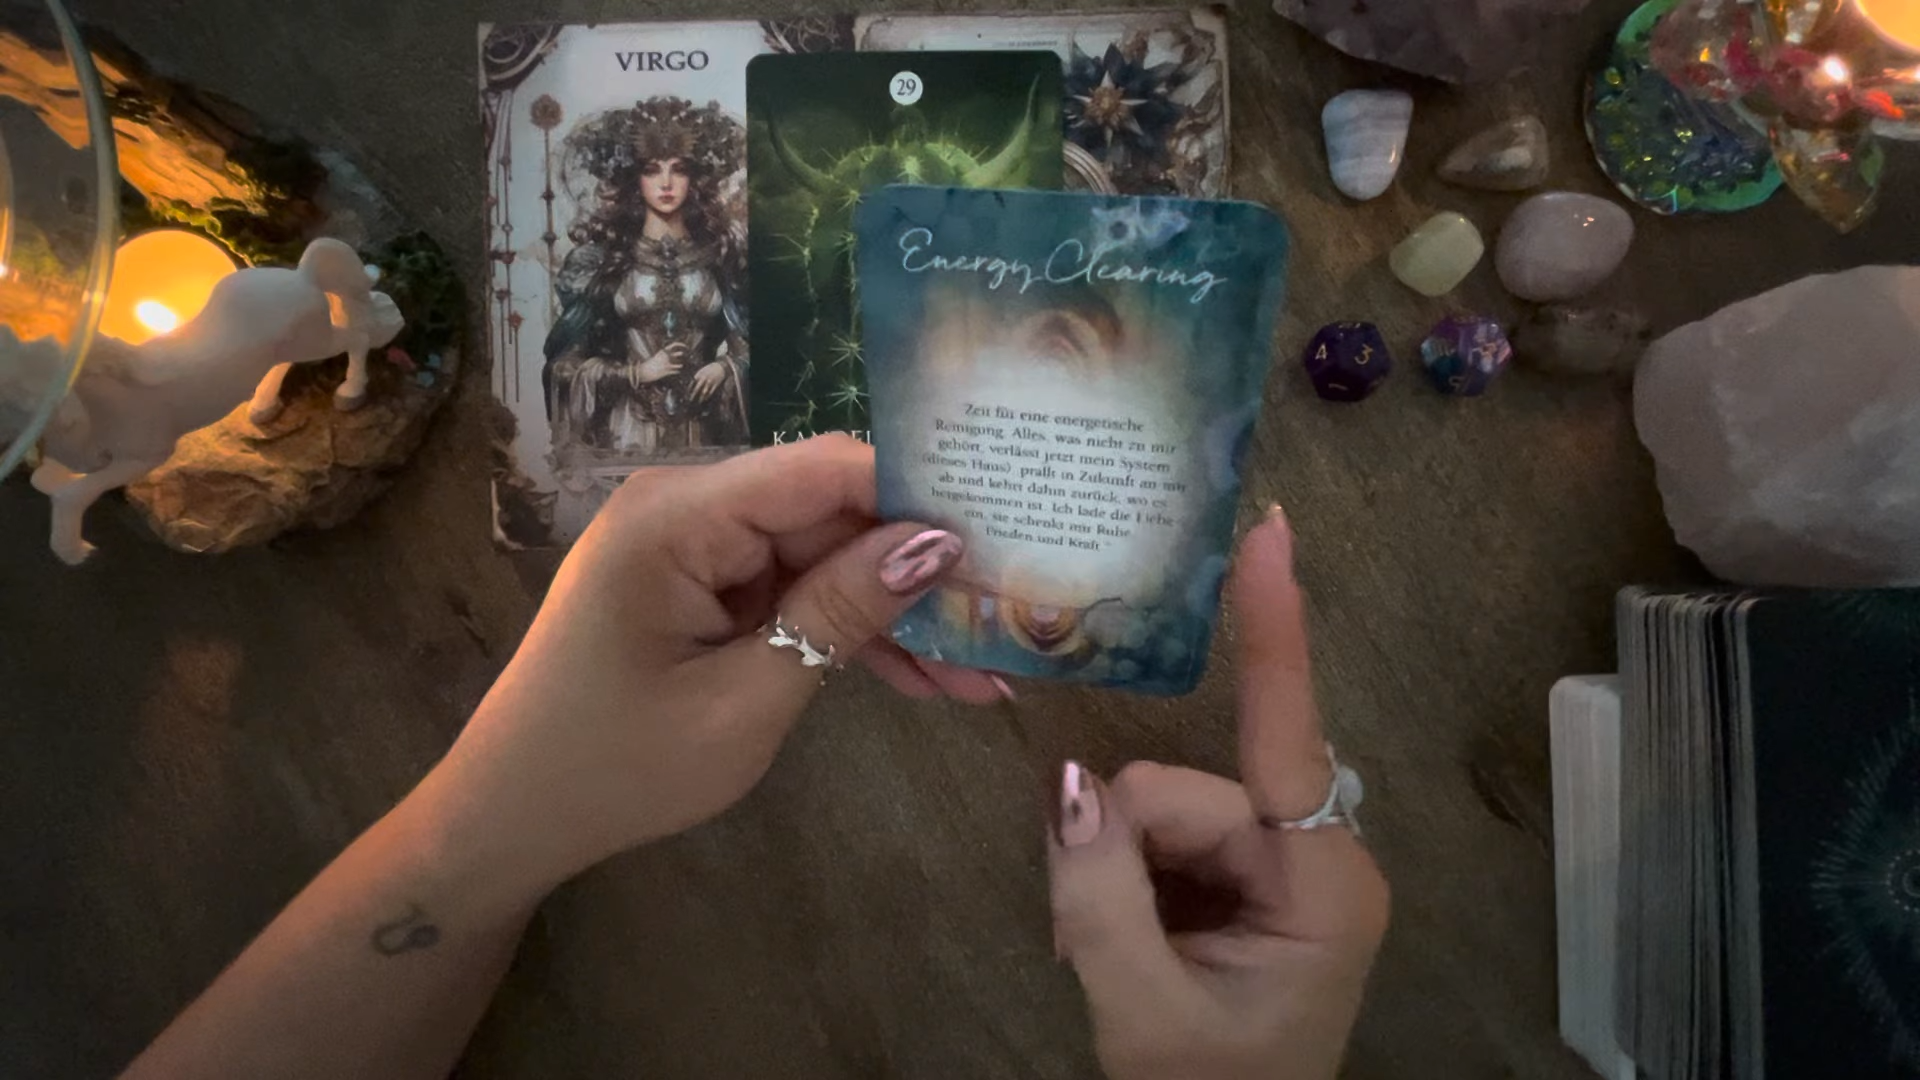 VIRGO
29
Energy Clearing
Zeit für eine energetische
Reinigung. Alles, was nicht zu mir
gehört, verlässt jetzt mein System
(dieses Haus), prallt in Zukunft an mir
ab und kehrt dahin zurück, wo es
hergekommen ist. Ich lade die Liebe
ein, sie schenkt mir Ruhe,
Frieden und Kraft."
4 3